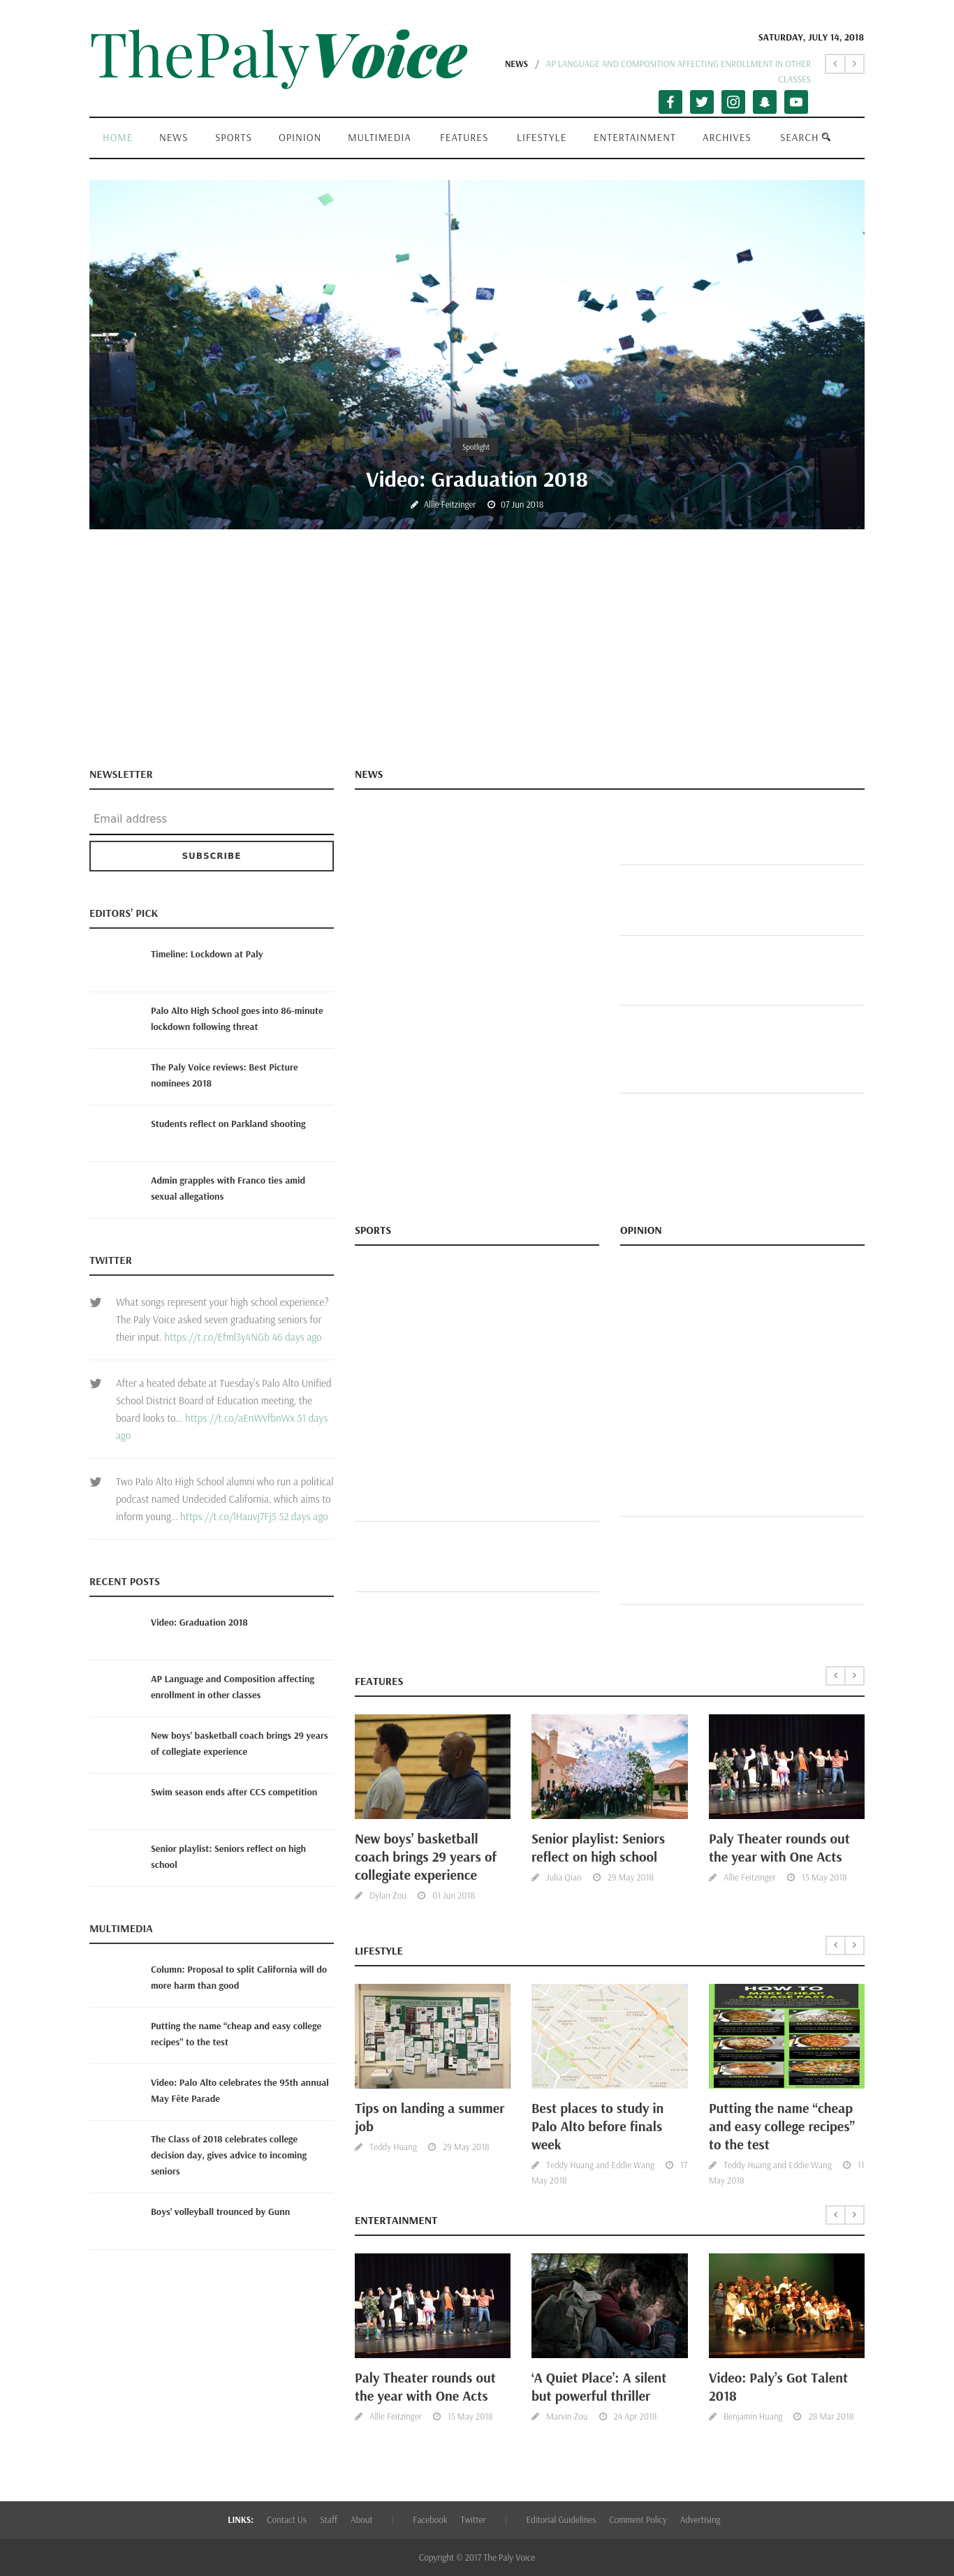 ThePalyVoice
SATURDAY, JULY 14, 2018
NEWS / AP LANGUAGE AND COMPOSITION AFFECTING ENROLLMENT IN OTHER
CLASSES
HOME NEWS SPORTS OPINION MULTIMEDIA FEATURES LIFESTYLE ENTERTAINMENT ARCHIVES SEARCH
Spotlight
Video: Graduation 2018
Allie Feitzinger 07 Jun 2018
NEWSLETTER
Email address
SUBSCRIBE
EDITORS' PICK
Timeline: Lockdown at Paly
Palo Alto High School goes into 86-minute
lockdown following threat
The Paly Voice reviews: Best Picture
nominees 2018
Students reflect on Parkland shooting
Admin grapples with Franco ties amid
sexual allegations
TWITTER
What songs represent your high school experience?
The Paly Voice asked seven graduating seniors for
their input. https://t.co/Efml3y4NGb 46 days ago
After a heated debate at Tuesday's Palo Alto Unified
School District Board of Education meeting, the
board looks to... https://t.co/aEnWvfbnWx 51 days
ago
Two Palo Alto High School alumni who run a political
podcast named Undecided California, which aims to
inform young... https://t.co/lHauvj7Fj5 52 days ago
RECENT POSTS
Video: Graduation 2018
AP Language and Composition affecting
enrollment in other classes
New boys' basketball coach brings 29 years
of collegiate experience
Swim season ends after CCS competition
Senior playlist: Seniors reflect on high
school
MULTIMEDIA
Column: Proposal to split California will do
more harm than good
Putting the name “cheap and easy college
recipes” to the test
Video: Palo Alto celebrates the 95th annual
May Fête Parade
The Class of 2018 celebrates college
decision day, gives advice to incoming
seniors
Boys' volleyball trounced by Gunn
NEWS
SPORTS
OPINION
FEATURES
New boys’ basketball
coach brings 29 years of
collegiate experience
Dylan Zou 01 Jun 2018
Senior playlist: Seniors
reflect on high school
Julia Qiao 29 May 2018
Paly Theater rounds out
the year with One Acts
Allie Feitzinger 15 May 2018
LIFESTYLE
Tips on landing a summer
job
Teddy Huang 29 May 2018
Best places to study in
Palo Alto before finals
week
Teddy Huang and Eddie Wang 17
May 2018
HOW TO
MAKE CHEAP
SAUSAGE PASTA
Putting the name “cheap
and easy college recipes”
to the test
Teddy Huang and Eddie Wang 11
May 2018
ENTERTAINMENT
Paly Theater rounds out
the year with One Acts
Allie Feitzinger 15 May 2018
‘A Quiet Place’: A silent
but powerful thriller
Marvin Zou 24 Apr 2018
Video: Paly’s Got Talent
2018
Benjamin Huang 28 Mar 2018
LINKS: Contact Us Staff About | Facebook Twitter | Editorial Guidelines Comment Policy Advertising
Copyright © 2017 The Paly Voice